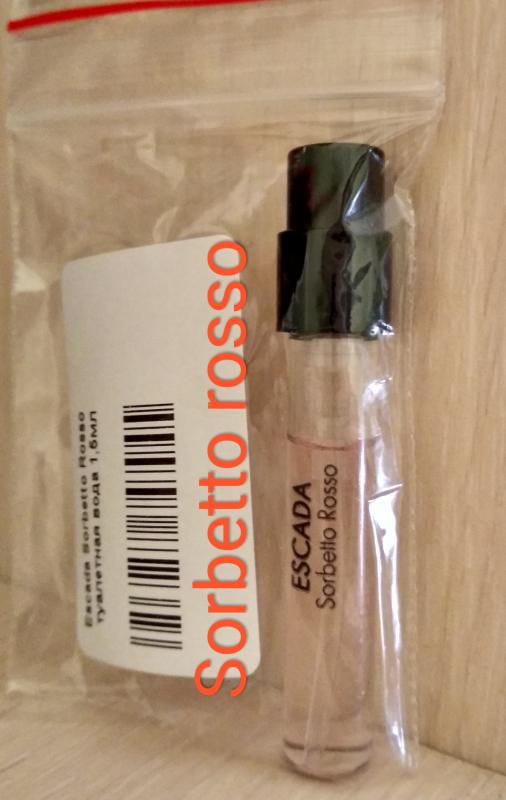 Escada Sorbetto Rosso
туалетная вода 1,6мл
Sorbetto rosso
ESCADA
Sorbetto Rosso